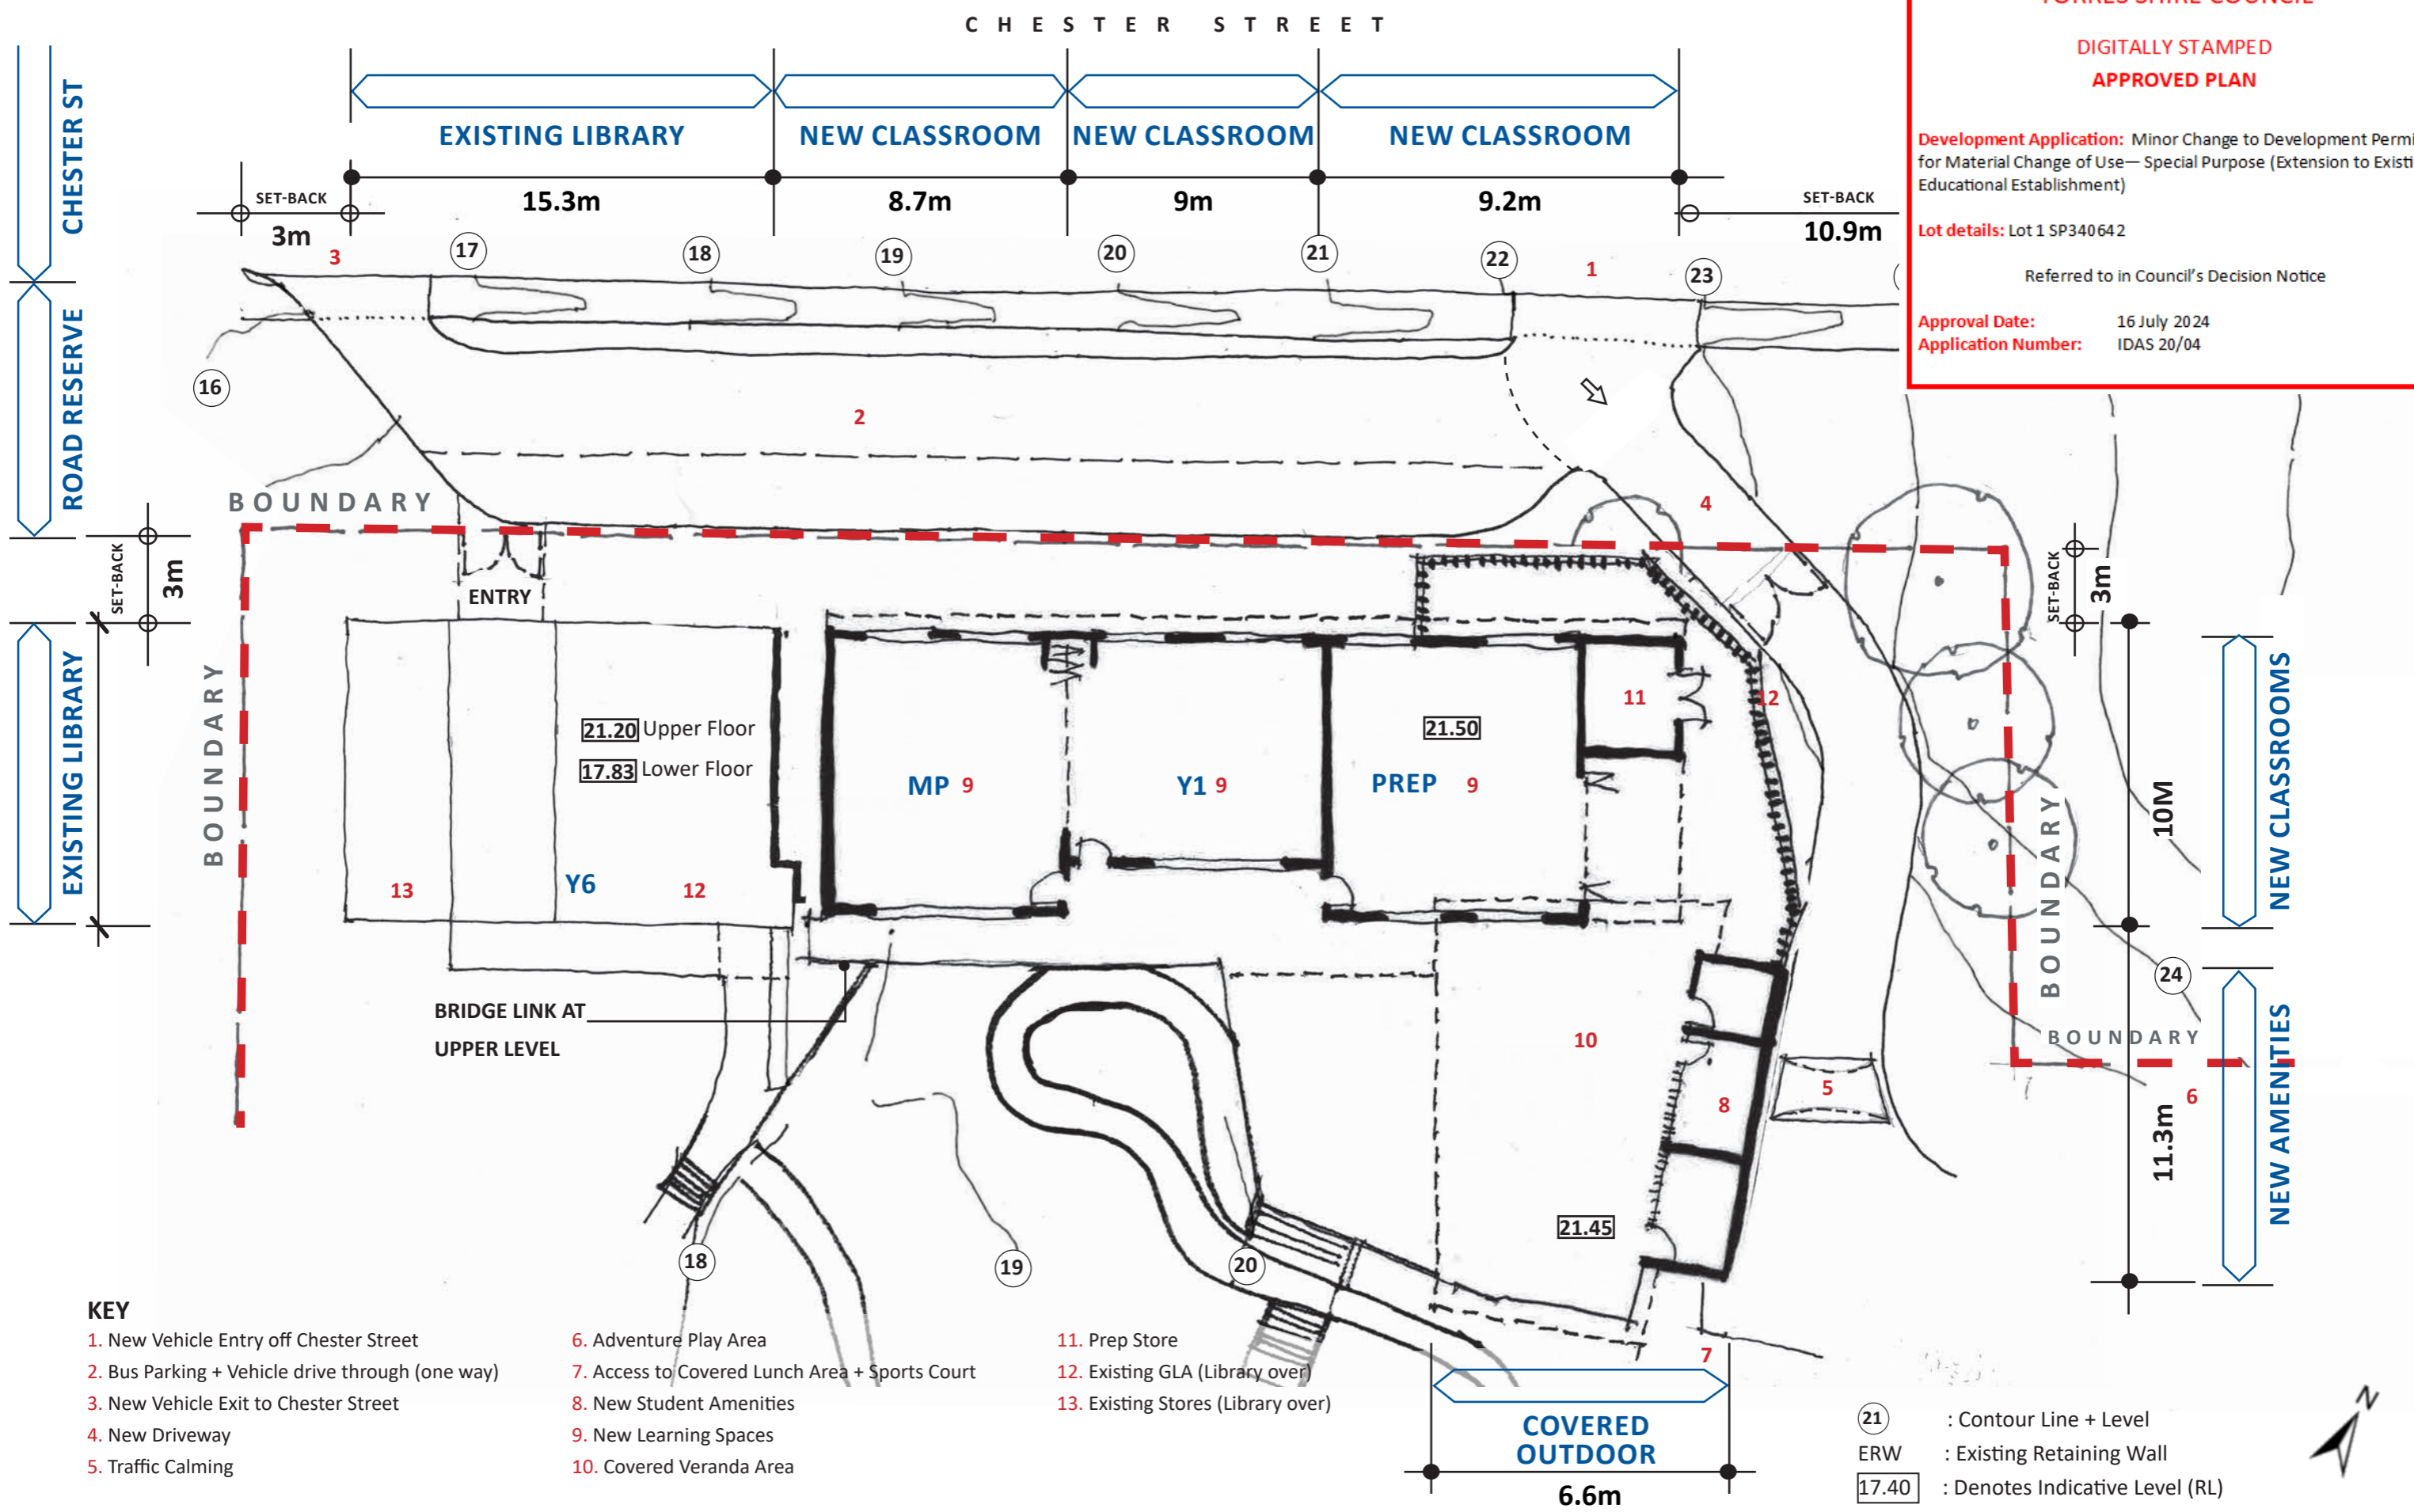 CHESTER STREET
TORRES SHIRE COUNCIL
DIGITALLY STAMPED
APPROVED PLAN
Development Application: Minor Change to Development Permi
for Material Change of Use— Special Purpose (Extension to Existi
Educational Establishment)
Lot details: Lot 1 SP340642
Referred to in Council's Decision Notice
Approval Date: 16 July 2024
Application Number: IDAS 20/04
CHESTER ST
ROAD RESERVE
EXISTING LIBRARY
EXISTING LIBRARY
NEW CLASSROOM
NEW CLASSROOM
NEW CLASSROOM
SET-BACK
3m
15.3m
8.7m
9m
9.2m
SET-BACK
10.9m
3
17
18
19
20
21
22
1
23
16
2
4
BOUNDARY
SET-BACK
3m
ENTRY
SET-BACK
3m
BOUNDARY
21.20 Upper Floor
17.83 Lower Floor
21.50
11
12
MP 9
Y1 9
PREP 9
13
Y6
12
10M
NEW CLASSROOMS
BOUNDARY
24
BRIDGE LINK AT
UPPER LEVEL
10
BOUNDARY
5
8
6
11.3m
NEW AMENITIES
21.45
18
19
20
7
KEY
1. New Vehicle Entry off Chester Street
2. Bus Parking + Vehicle drive through (one way)
3. New Vehicle Exit to Chester Street
4. New Driveway
5. Traffic Calming
6. Adventure Play Area
7. Access to Covered Lunch Area + Sports Court
8. New Student Amenities
9. New Learning Spaces
10. Covered Veranda Area
11. Prep Store
12. Existing GLA (Library over)
13. Existing Stores (Library over)
COVERED
OUTDOOR
6.6m
21 : Contour Line + Level
ERW : Existing Retaining Wall
17.40 : Denotes Indicative Level (RL)
N